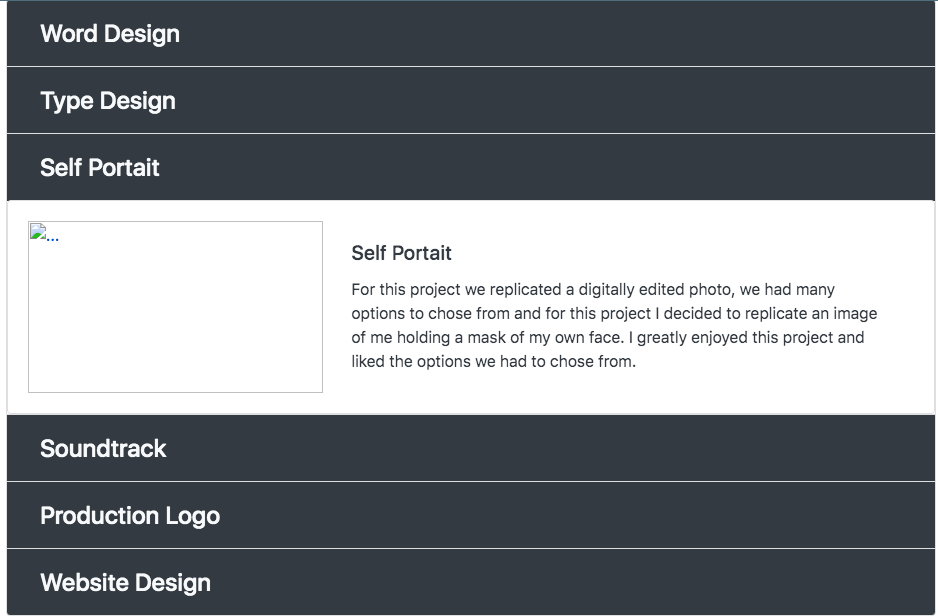 Word Design
Type Design
Self Portait
...
Self Portait
For this project we replicated a digitally edited photo, we had many
options to chose from and for this project I decided to replicate an image
of me holding a mask of my own face. I greatly enjoyed this project and
liked the options we had to chose from.
Soundtrack
Production Logo
Website Design